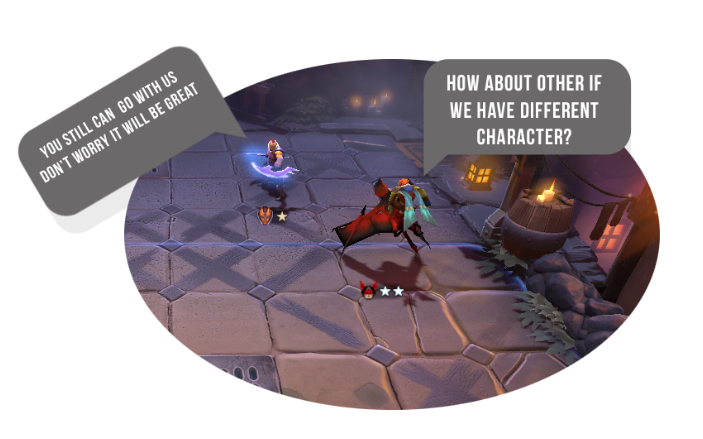 YOU STILL CAN GO WITH US
DON'T WORRY IT WILL BE GREAT
HOW ABOUT OTHER IF
WE HAVE DIFFERENT
CHARACTER?